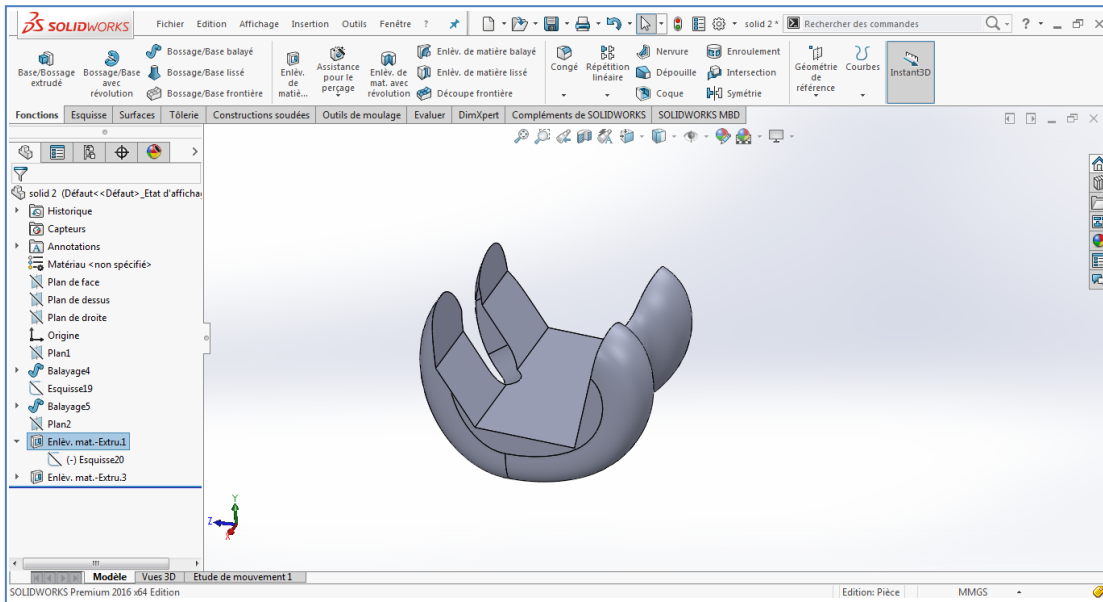 SOLIDWORKS
Fichier Edition Affichage Insertion Outils Fenêtre ?
solid 2 *
Rechercher des commandes
?
Base/Bossage extrudé
Bossage/Base avec révolution
Bossage/Base balayé
Bossage/Base lissé
Bossage/Base frontière
Enlèv. de matiè...
Assistance pour le perçage
Enlèv. de mat. avec révolution
Enlèv. de matière balayé
Enlèv. de matière lissé
Découpe frontière
Congé
Répétition linéaire
Nervure
Dépouille
Coque
Enroulement
Intersection
Symétrie
Géométrie de référence
Courbes
Instant3D
Fonctions Esquisse Surfaces Tôlerie Constructions soudées Outils de moulage Evaluer DimXpert Compléments de SOLIDWORKS SOLIDWORKS MBD
solid 2 (Défaut<<Défaut>_Etat d'afficha
Historique
Capteurs
Annotations
Matériau <non spécifié>
Plan de face
Plan de dessus
Plan de droite
Origine
Plan1
Balayage4
Esquisse19
Balayage5
Plan2
Enlèv. mat.-Extru.1
(-) Esquisse20
Enlèv. mat.-Extru.3
Y
Z
X
Modèle Vues 3D Etude de mouvement 1
SOLIDWORKS Premium 2016 x64 Edition
Edition: Pièce
MMGS